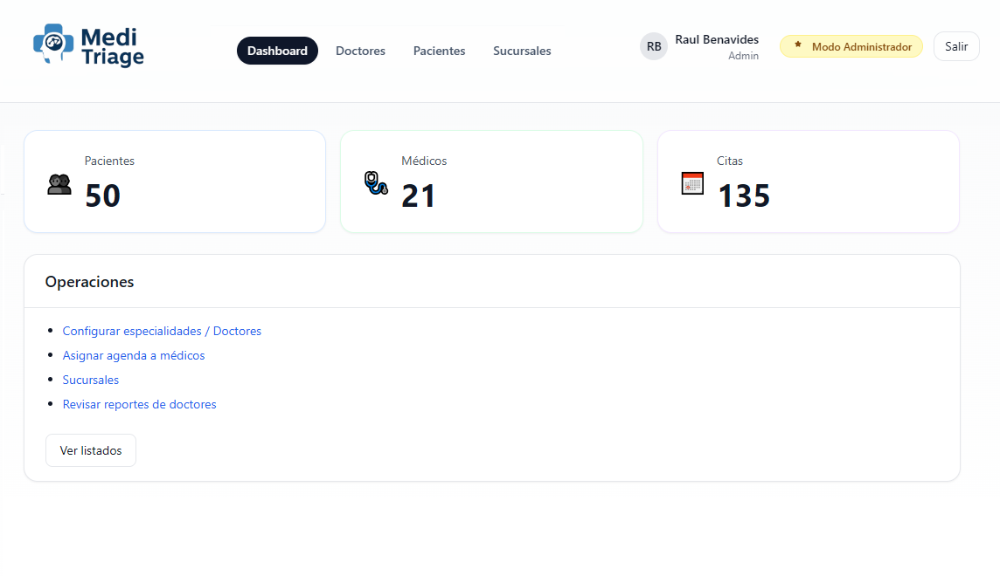 Medi
Triage
Dashboard
Doctores
Pacientes
Sucursales
RB
Raul Benavides
Admin
Modo Administrador
Salir
Pacientes
50
Médicos
21
Citas
135
Operaciones
Configurar especialidades / Doctores
Asignar agenda a médicos
Sucursales
Revisar reportes de doctores
Ver listados